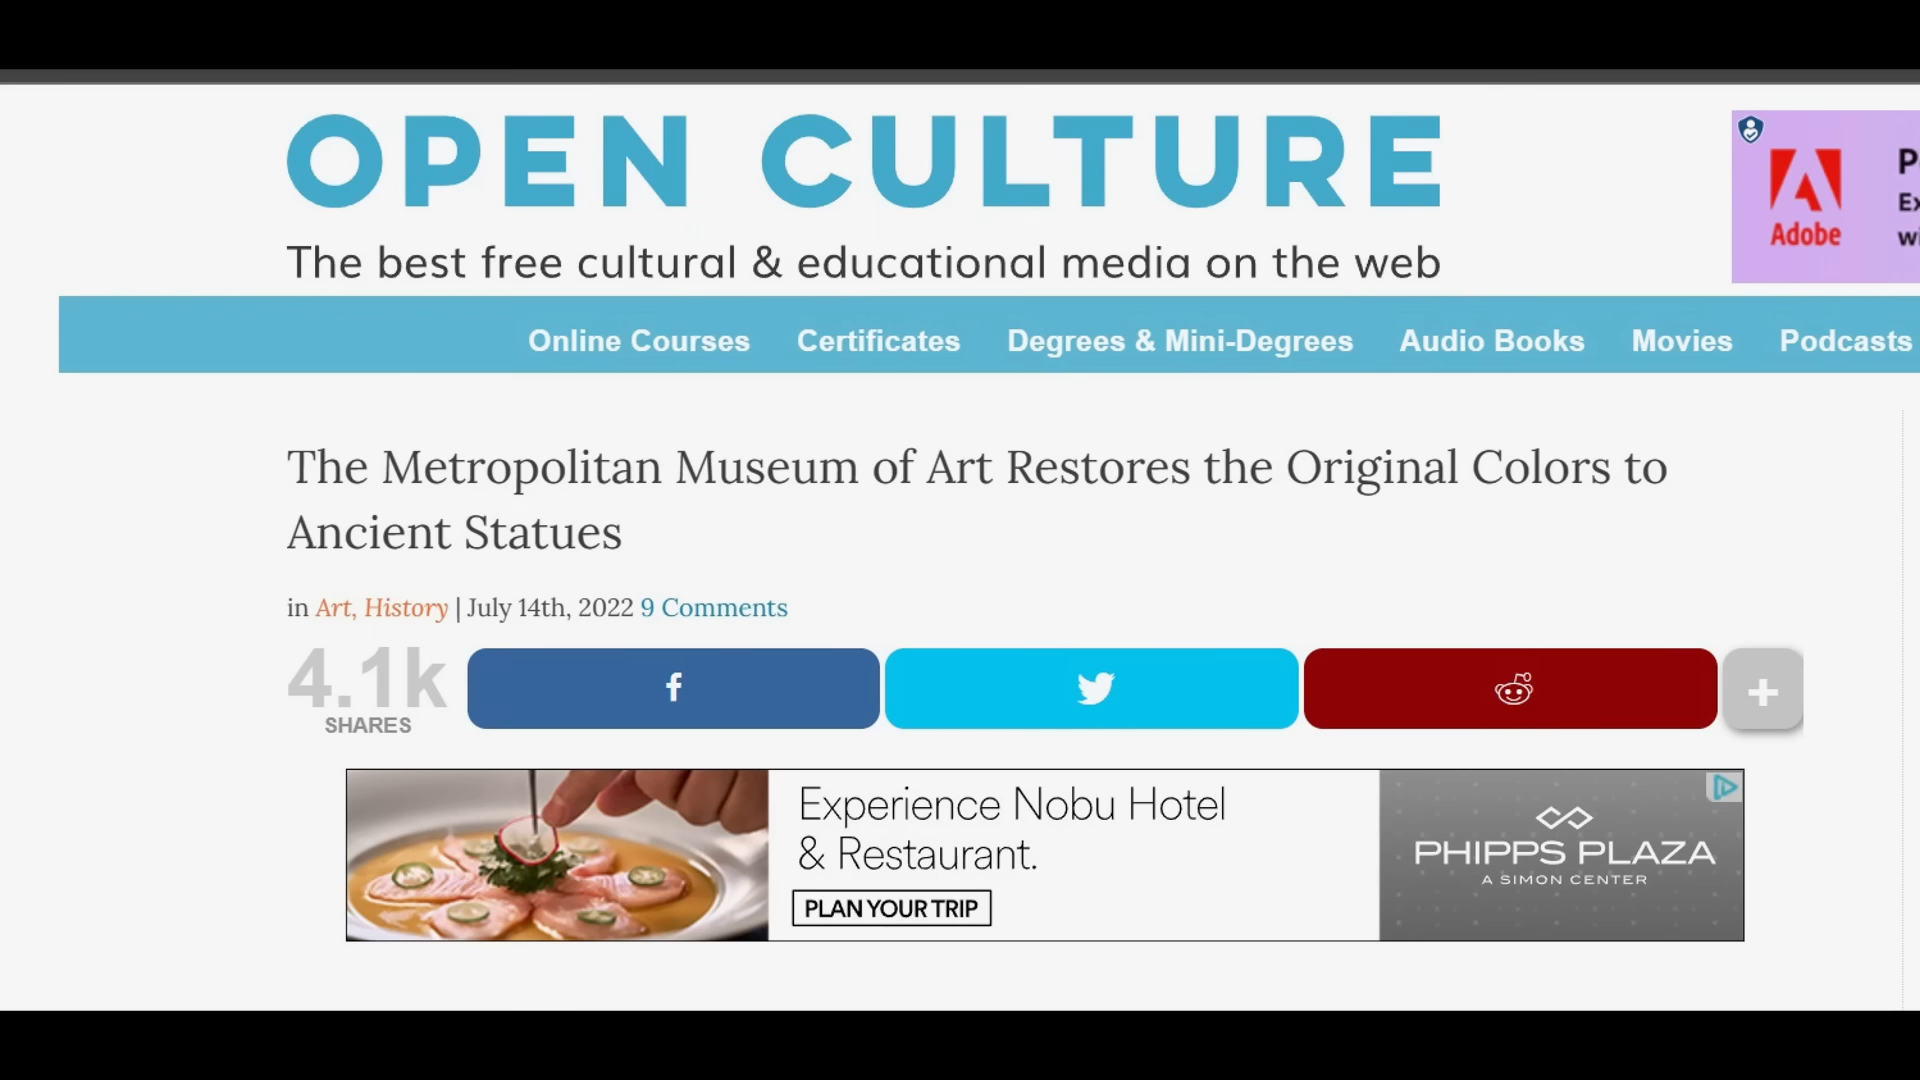 OPEN CULTURE
The best free cultural & educational media on the web
Adobe
Online Courses Certificates Degrees & Mini-Degrees Audio Books Movies Podcasts
The Metropolitan Museum of Art Restores the Original Colors to
Ancient Statues
in Art, History | July 14th, 2022 9 Comments
4.1k
SHARES
Experience Nobu Hotel
& Restaurant.
PLAN YOUR TRIP
PHIPPS PLAZA
A SIMON CENTER